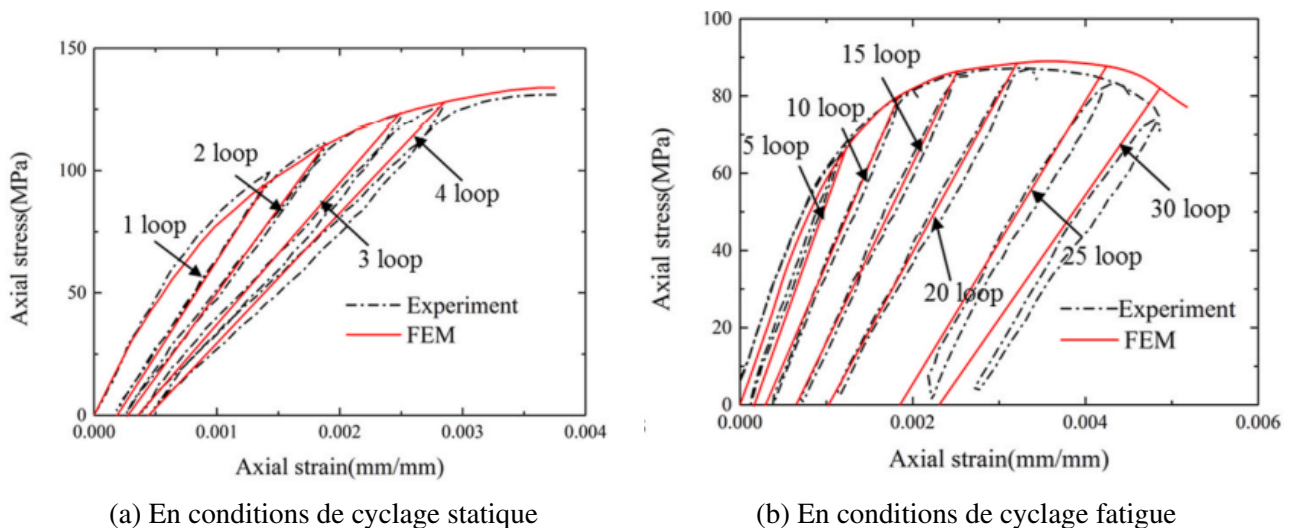 150
100
50
0
Axial stress(MPa)
1 loop
2 loop
3 loop
4 loop
Experiment
FEM
0.000
0.001
0.002
0.003
0.004
Axial strain(mm/mm)
(a) En conditions de cyclage statique
100
80
60
40
20
0
Axial stress(MPa)
5 loop
10 loop
15 loop
20 loop
25 loop
30 loop
Experiment
FEM
0.000
0.002
0.004
0.006
Axial strain(mm/mm)
(b) En conditions de cyclage fatigue